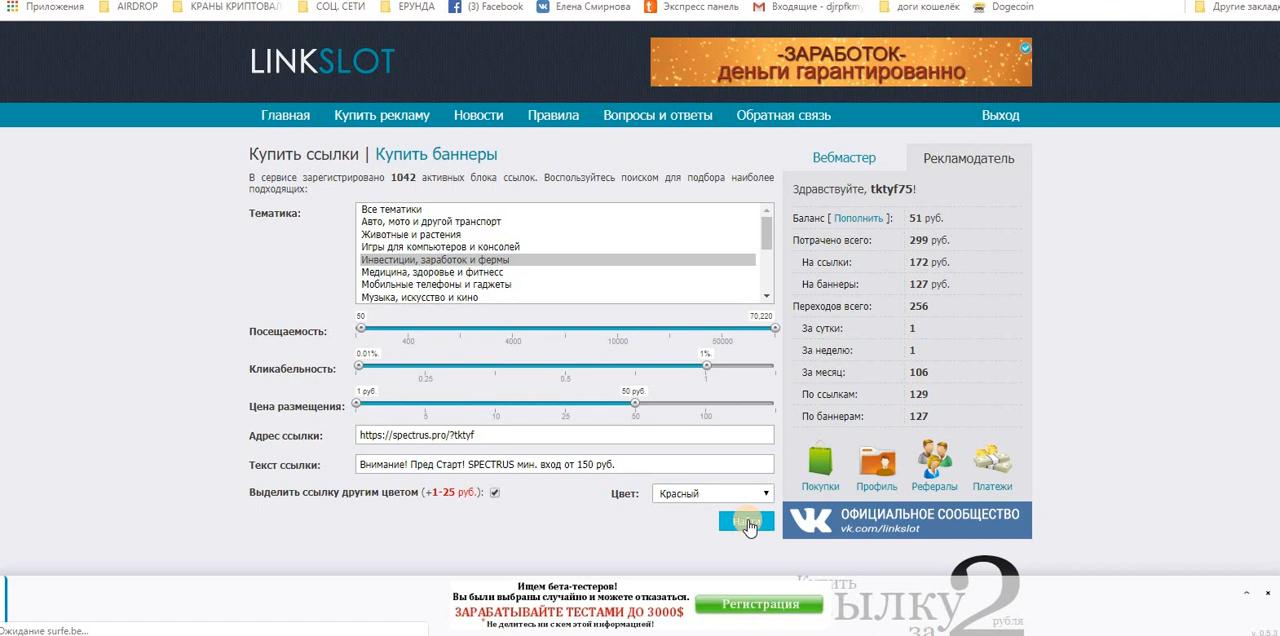 Приложения AIRDROP КРАНЫ КРИПТОВАЛ СОЦ. СЕТИ ЕРУНДА (3) Facebook Елена Смирнова Экспресс панель Входящие - djrpfkmy доги кошелёк Dogecoin Другие заклад
LINKSLOT
-ЗАРАБОТОК-
деньги гарантированно
Главная Купить рекламу Новости Правила Вопросы и ответы Обратная связь Выход
Купить ссылки | Купить баннеры
В сервисе зарегистрировано 1042 активных блока ссылок. Воспользуйтесь поиском для подбора наиболее
подходящих:
Тематика:
Все тематики
Авто, мото и другой транспорт
Животные и растения
Игры для компьютеров и консолей
Инвестиции, заработок и фермы
Медицина, здоровье и фитнесс
Мобильные телефоны и гаджеты
Музыка, искусство и кино
50 70,220
Посещаемость:
400 4000 10000 50000
0.01%. 1%.
Кликабельность:
0.25 0.5 1
1 руб. 50 руб.
Цена размещения:
5 10 25 50 100
Адрес ссылки: https://spectrus.pro/?tktyf
Текст ссылки: Внимание! Пред Старт! SPECTRUS мин. вход от 150 руб.
Выделить ссылку другим цветом (+1-25 руб.): Цвет: Красный
Вебмастер Рекламодатель
Здравствуйте, tktyf75!
Баланс [ Пополнить ]: 51 руб.
Потрачено всего: 299 руб.
На ссылки: 172 руб.
На баннеры: 127 руб.
Переходов всего: 256
За сутки: 1
За неделю: 1
За месяц: 106
По ссылкам: 129
По баннерам: 127
Покупки Профиль Рефералы Платежи
ОФИЦИАЛЬНОЕ СООБЩЕСТВО
vk.com/linkslot
Купить
ссылку 2
за рубля
Ищем бета-тестеров!
Вы были выбраны случайно и можете отказаться.
ЗАРАБАТЫВАЙТЕ ТЕСТАМИ ДО 3000$
*Не делитесь ни с кем этой информацией!
Регистрация
Ожидание surfe.be...
v. 0.5.3